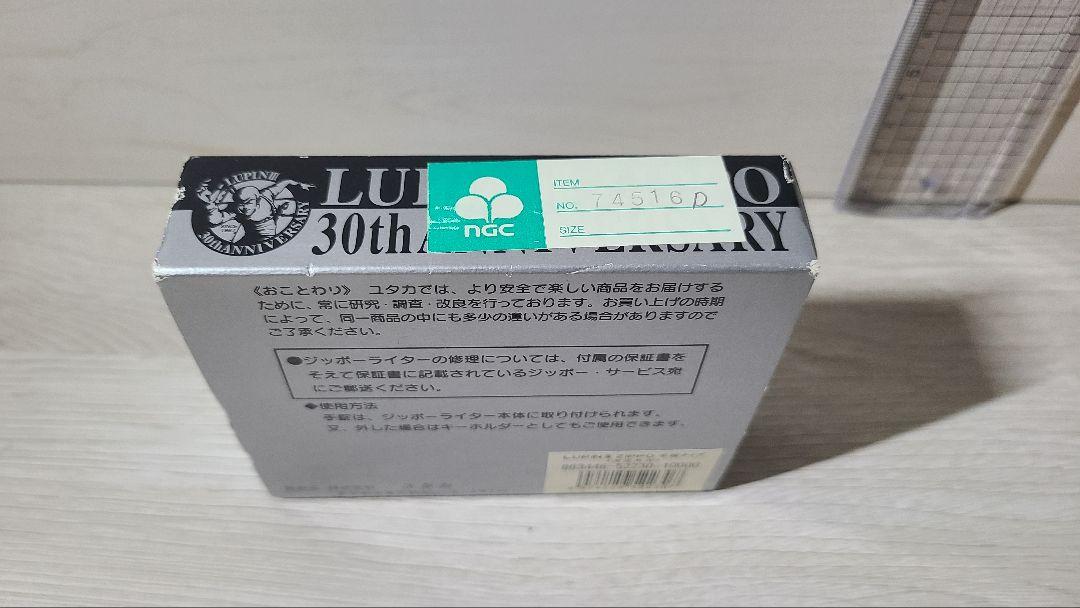 LUPINⅢ
30th ANNIVERSARY
LU
O
30th ANNIVERSARY
ngc
ITEM
NO. 74516p
SIZE
《おことわり》 ユタカでは、より安全で楽しい商品をお届けする
ために、常に研究・調査・改良を行っております。お買い上げの時期
によって、同一商品の中にも多少の違いがある場合がありますので
ご了承ください。
●ジッポーライターの修理については、付属の保証書を
そえて保証書に記載されているジッポー・サービス宛
にご郵送ください。
◆使用方法
手錠は、ジッポーライター本体に取り付けられます。
又、外した場合はキーホルダーとしてもご使用できます。